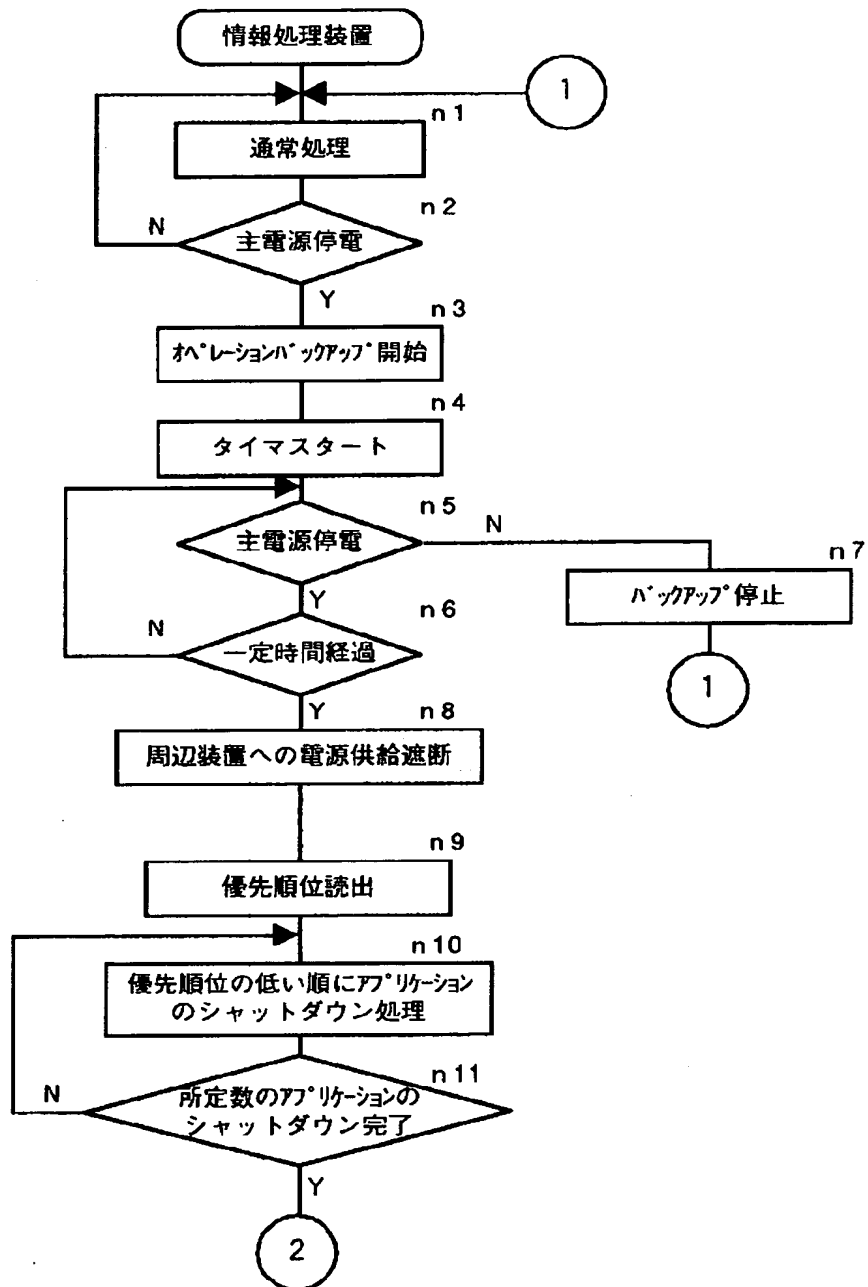 情報処理装置
1
n1
通常処理
n2
主電源停電
N
Y
n3
ｵﾍﾟﾚｰｼｮﾝﾊﾞｯｸｱｯﾌﾟ開始
n4
タイマスタート
n5
主電源停電
N
Y
n7
ﾊﾞｯｸｱｯﾌﾟ停止
1
n6
一定時間経過
N
Y
n8
周辺装置への電源供給遮断
n9
優先順位読出
n10
優先順位の低い順にｱﾌﾟﾘｹｰｼｮﾝ
のシャットダウン処理
n11
所定数のｱﾌﾟﾘｹｰｼｮﾝの
シャットダウン完了
N
Y
2